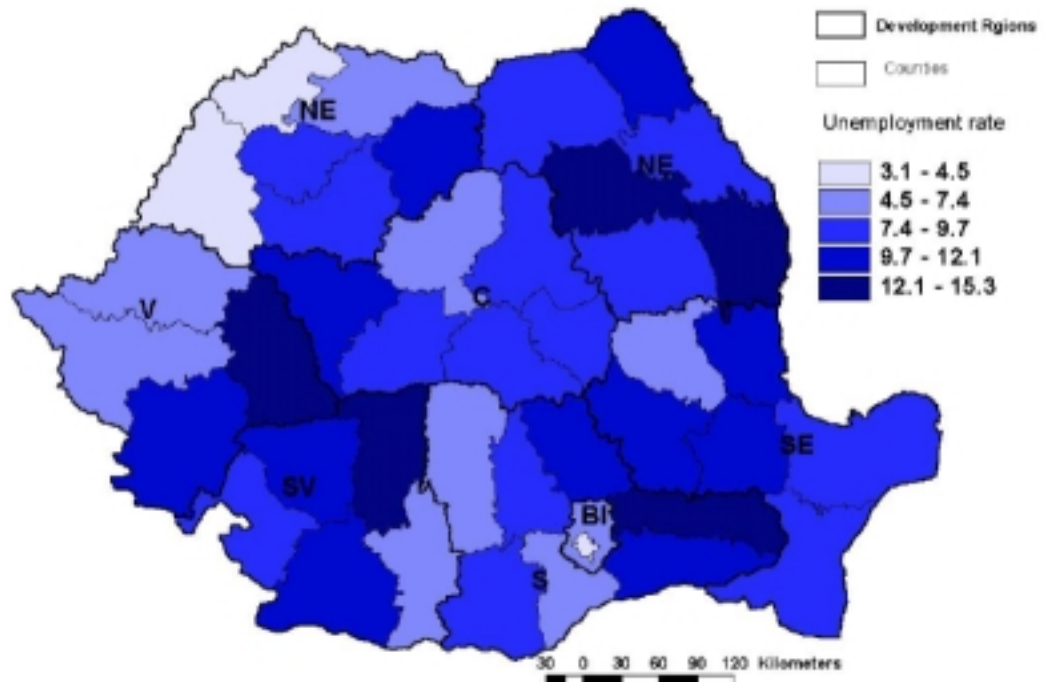 Development Rgions
Counties
Unemployment rate
3.1 - 4.5
4.5 - 7.4
7.4 - 9.7
9.7 - 12.1
12.1 - 15.3
NE
NE
V
C
SE
SV
BI
S
30 0 30 60 90 120 Kilometers